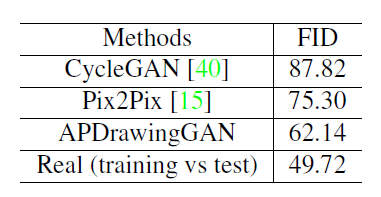 Methods FID
CycleGAN [40] 87.82
Pix2Pix [15] 75.30
APDrawingGAN 62.14
Real (training vs test) 49.72